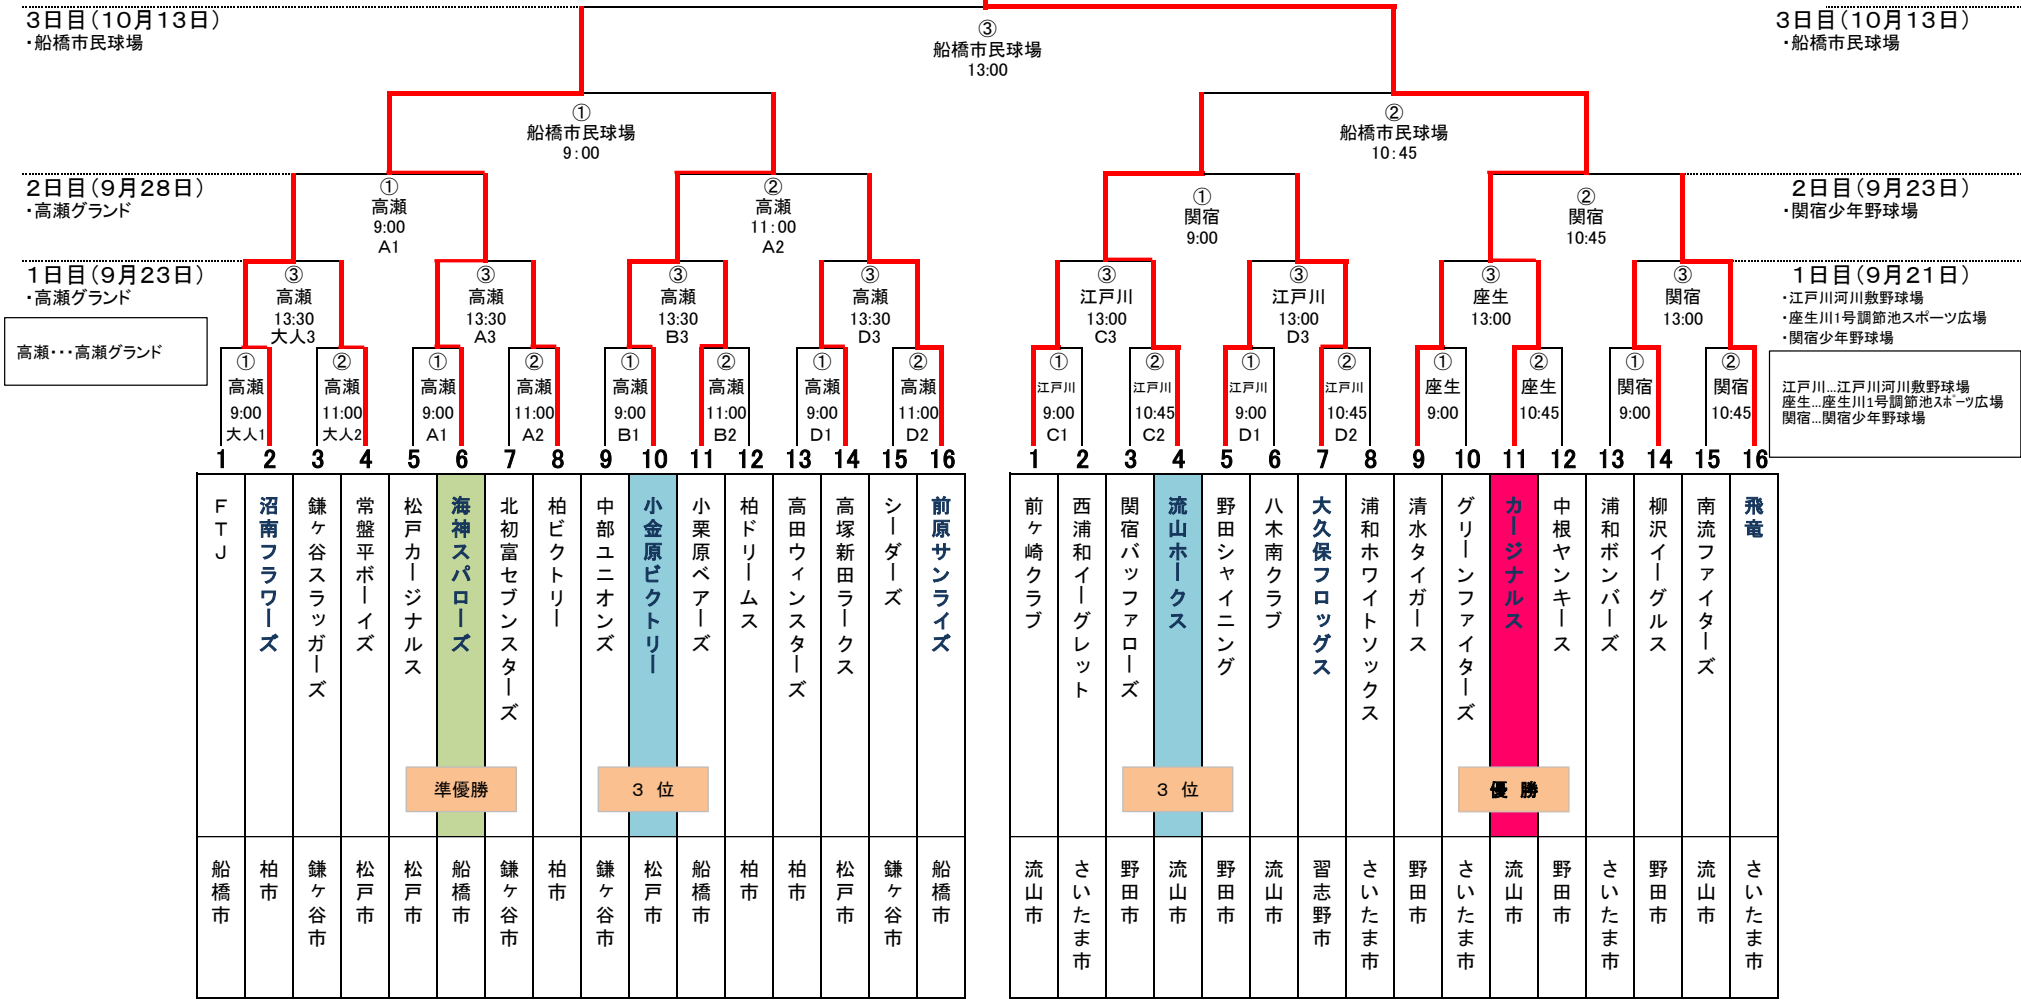 3日目(10月13日)
・船橋市民球場
③
船橋市民球場
13:00
3日目(10月13日)
・船橋市民球場
①
船橋市民球場
9:00
②
船橋市民球場
10:45
2日目(9月28日)
・高瀬グランド
①
高瀬
9:00
A1
②
高瀬
11:00
A2
①
関宿
9:00
②
関宿
10:45
2日目(9月23日)
・関宿少年野球場
1日目(9月23日)
・高瀬グランド
③
高瀬
13:30
大人3
③
高瀬
13:30
A3
③
高瀬
13:30
B3
③
高瀬
13:30
D3
③
江戸川
13:00
C3
③
江戸川
13:00
D3
③
座生
13:00
③
関宿
13:00
1日目(9月21日)
・江戸川河川敷野球場
・座生川1号調節池スポーツ広場
・関宿少年野球場
高瀬・・・高瀬グランド
①
高瀬
9:00
大人1
②
高瀬
11:00
大人2
①
高瀬
9:00
A1
②
高瀬
11:00
A2
①
高瀬
9:00
B1
②
高瀬
11:00
B2
①
高瀬
9:00
D1
②
高瀬
11:00
D2
①
江戸川
9:00
C1
②
江戸川
10:45
C2
①
江戸川
9:00
D1
②
江戸川
10:45
D2
①
座生
9:00
②
座生
10:45
①
関宿
9:00
②
関宿
10:45
江戸川…江戸川河川敷野球場
座生…座生川1号調節池スポーツ広場
関宿…関宿少年野球場
1 2 3 4 5 6 7 8 9 10 11 12 13 14 15 16
1 2 3 4 5 6 7 8 9 10 11 12 13 14 15 16
FTJ
沼南フラワーズ
鎌ヶ谷スラッガーズ
常盤平ボーイズ
松戸カージナルス
海神スパローズ
北初富セブンスターズ
柏ビクトリー
中部ユニオンズ
小金原ビクトリー
小栗原ベアーズ
柏ドリームス
高田ウィンスターズ
高塚新田ラークス
シーダーズ
前原サンライズ
前ヶ崎クラブ
西浦和イーグレット
関宿バッファローズ
流山ホークス
野田シャイニング
八木南クラブ
大久保フロッグス
浦和ホワイトソックス
清水タイガース
グリーンファイターズ
カージナルス
中根ヤンキース
浦和ボンバーズ
柳沢イーグルス
南流ファイターズ
飛竜
準優勝
3 位
3 位
優 勝
船橋市
柏市
鎌ヶ谷市
松戸市
松戸市
船橋市
鎌ヶ谷市
柏市
鎌ヶ谷市
松戸市
船橋市
柏市
柏市
松戸市
鎌ヶ谷市
船橋市
流山市
さいたま市
野田市
流山市
野田市
流山市
習志野市
さいたま市
野田市
さいたま市
流山市
野田市
さいたま市
野田市
流山市
さいたま市